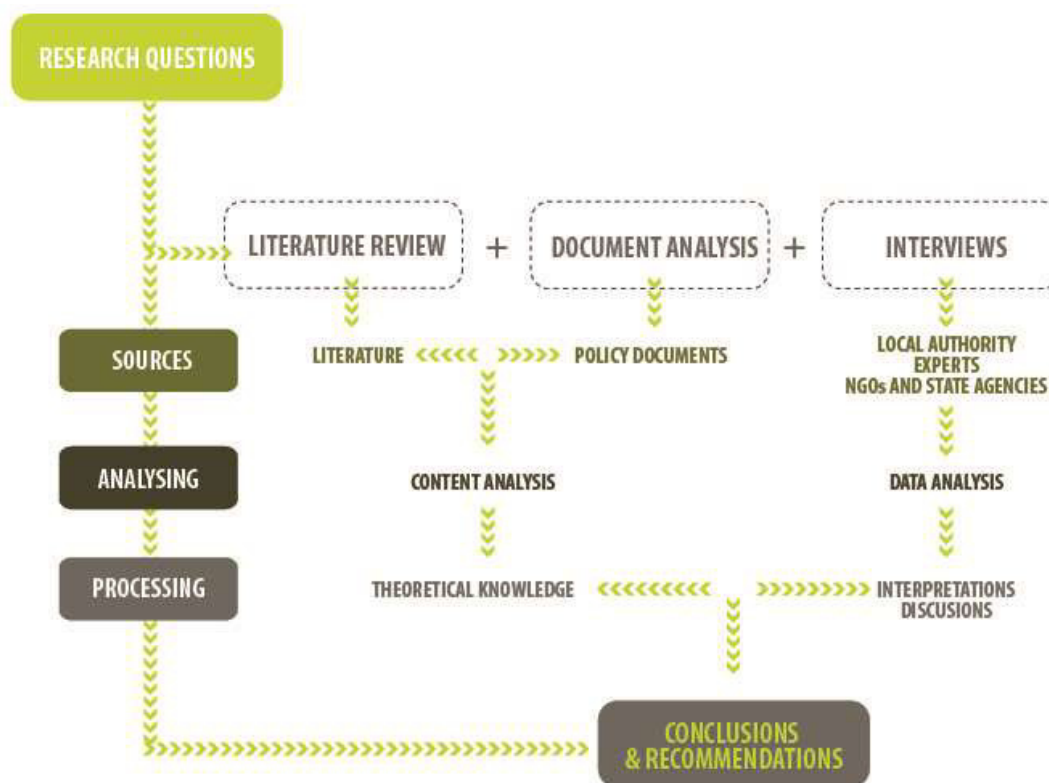 RESEARCH QUESTIONS
LITERATURE REVIEW + DOCUMENT ANALYSIS + INTERVIEWS
SOURCES
LITERATURE
POLICY DOCUMENTS
LOCAL AUTHORITY
EXPERTS
NGOs AND STATE AGENCIES
ANALYSING
CONTENT ANALYSIS
DATA ANALYSIS
PROCESSING
THEORETICAL KNOWLEDGE
INTERPRETATIONS
DISCUSIONS
CONCLUSIONS
& RECOMMENDATIONS